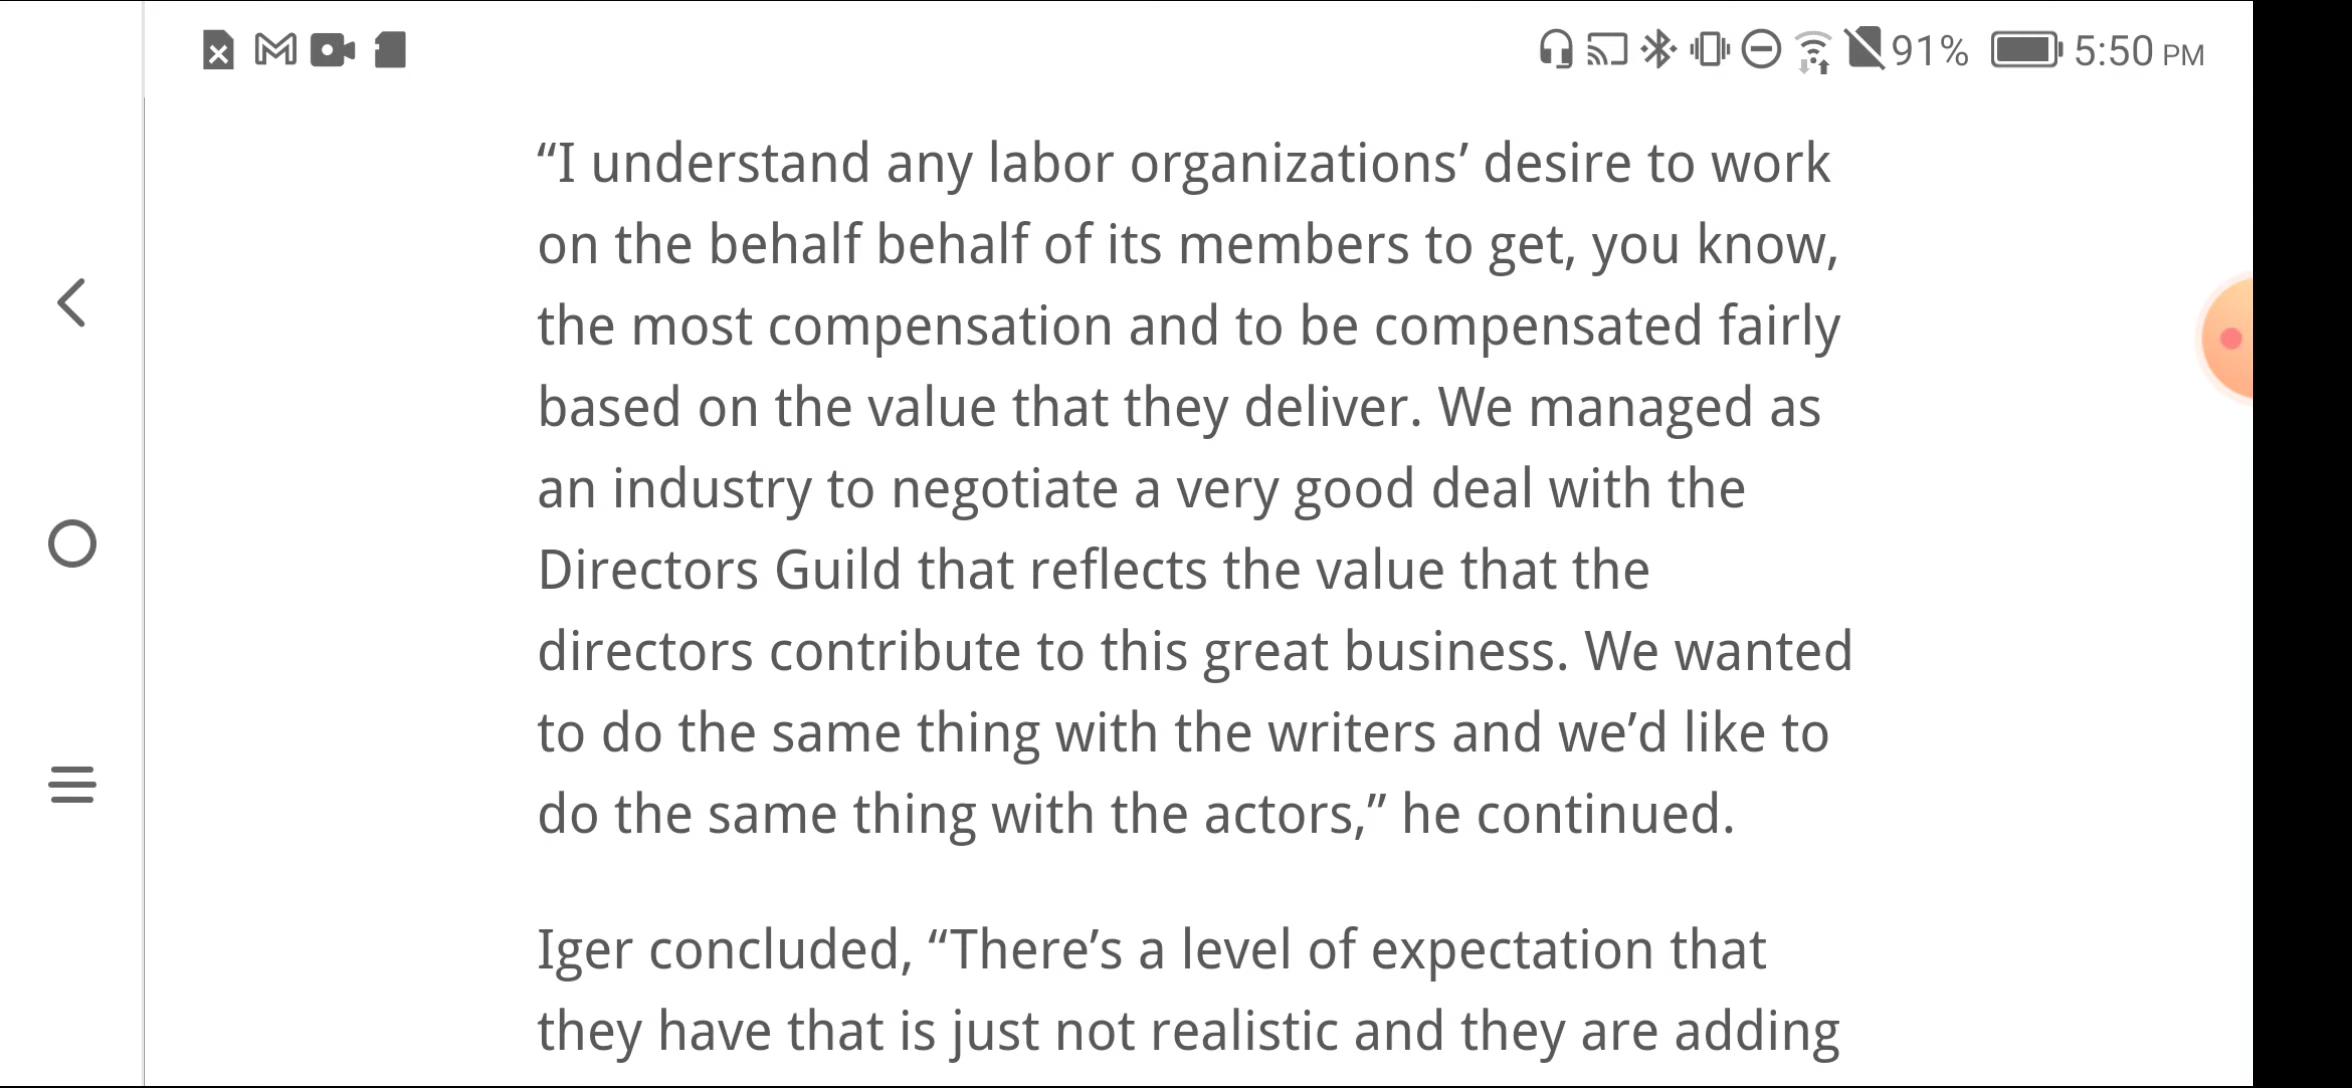 91% 5:50 PM
“I understand any labor organizations’ desire to work
on the behalf behalf of its members to get, you know,
the most compensation and to be compensated fairly
based on the value that they deliver. We managed as
an industry to negotiate a very good deal with the
Directors Guild that reflects the value that the
directors contribute to this great business. We wanted
to do the same thing with the writers and we’d like to
do the same thing with the actors,” he continued.
Iger concluded, “There’s a level of expectation that
they have that is just not realistic and they are adding